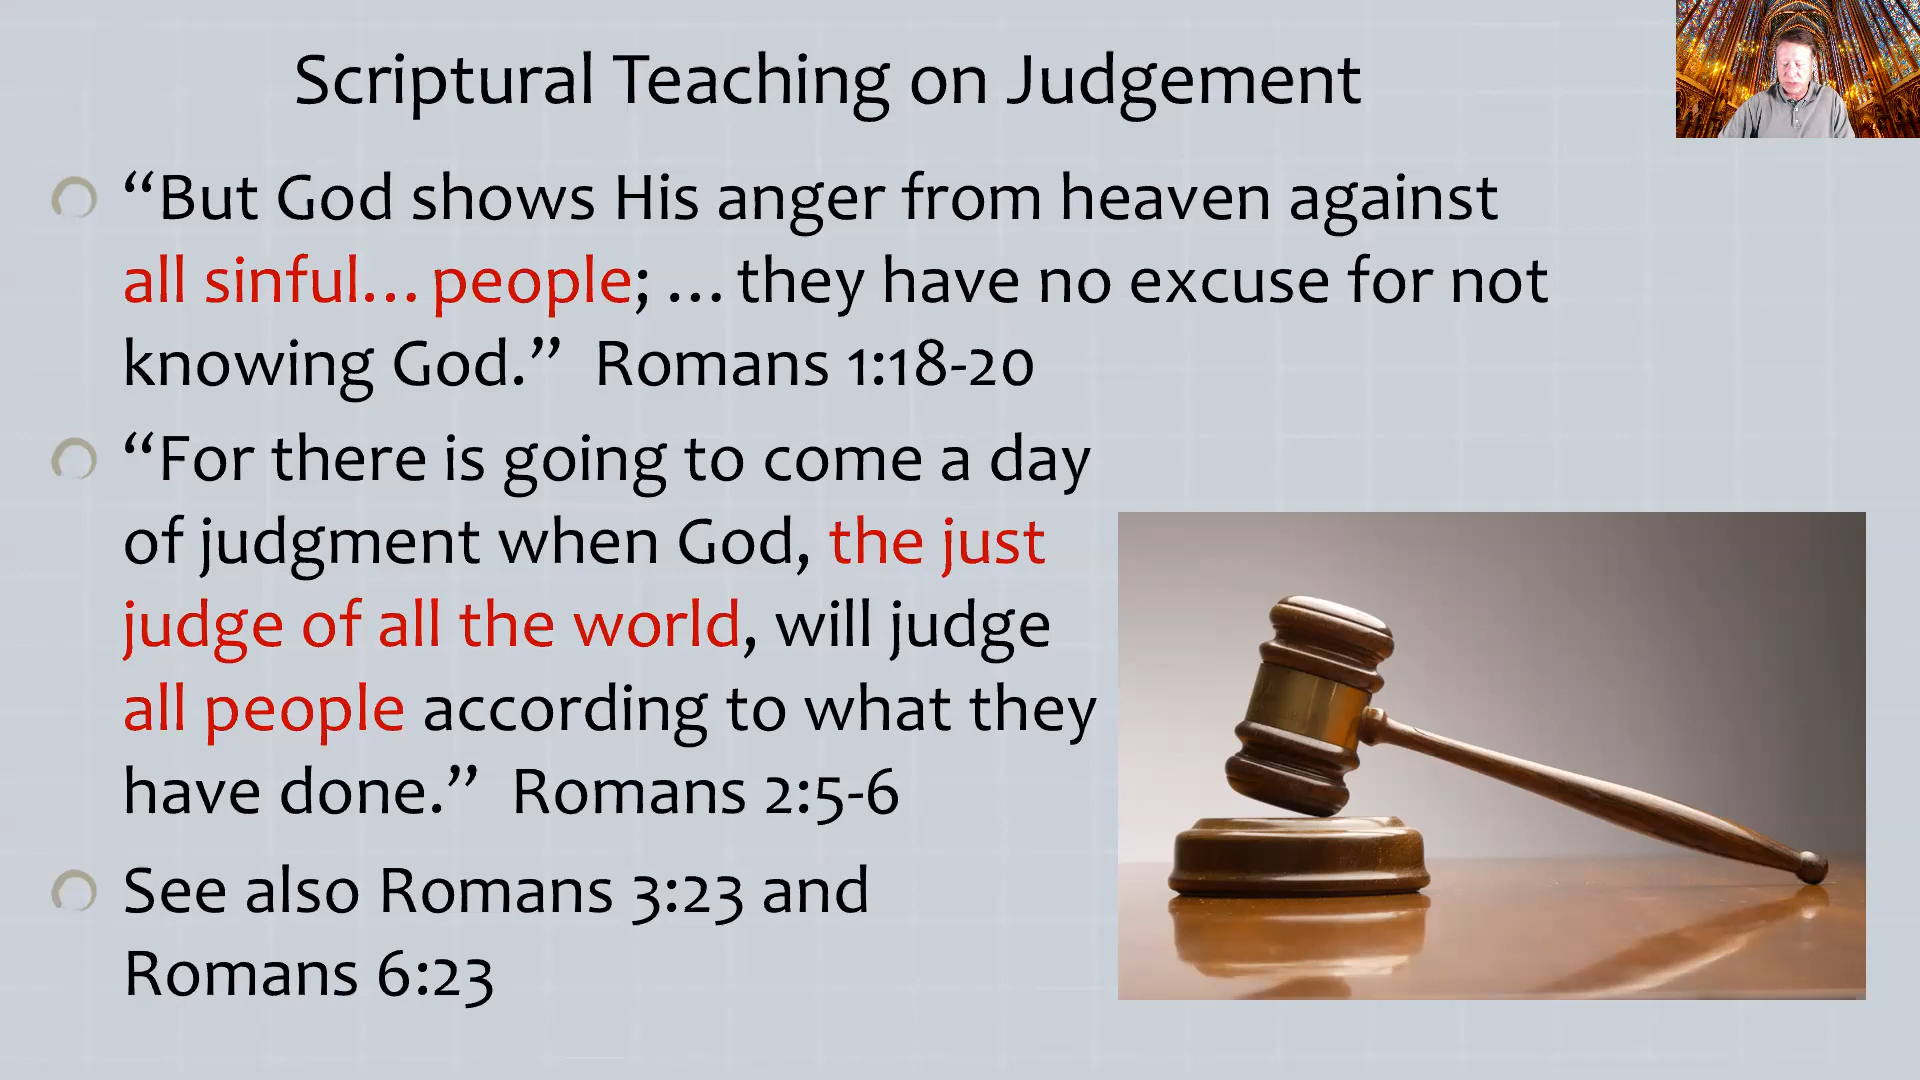 Scriptural Teaching on Judgement
“But God shows His anger from heaven against
all sinful… people; … they have no excuse for not
knowing God.” Romans 1:18-20
“For there is going to come a day
of judgment when God, the just
judge of all the world, will judge
all people according to what they
have done.” Romans 2:5-6
See also Romans 3:23 and
Romans 6:23